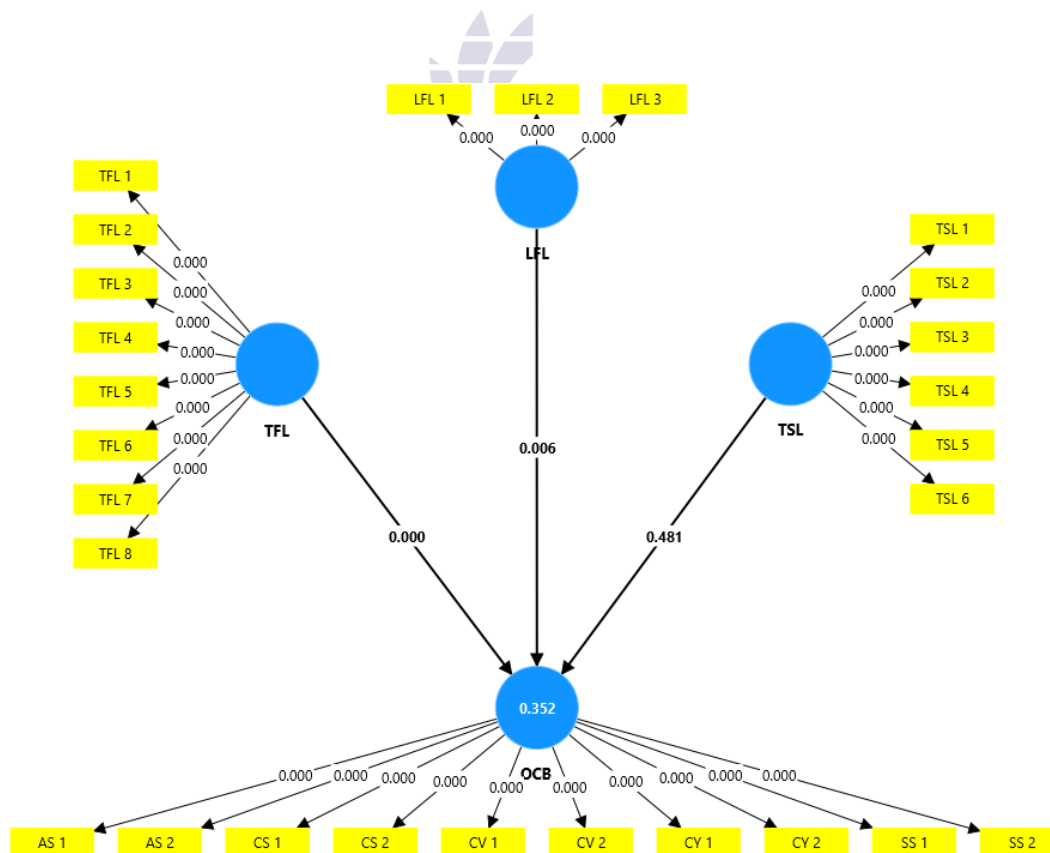 LFL 1
LFL 2
LFL 3
0.000
0.000
0.000
LFL
TFL 1
TFL 2
TFL 3
TFL 4
TFL 5
TFL 6
TFL 7
TFL 8
0.000
0.000
0.000
0.000
0.000
0.000
0.000
0.000
TFL
TSL 1
TSL 2
TSL 3
TSL 4
TSL 5
TSL 6
0.000
0.000
0.000
0.000
0.000
0.000
TSL
0.000
0.006
0.481
0.352
OCB
0.000
0.000
0.000
0.000
0.000
0.000
0.000
0.000
0.000
0.000
AS 1
AS 2
CS 1
CS 2
CV 1
CV 2
CY 1
CY 2
SS 1
SS 2